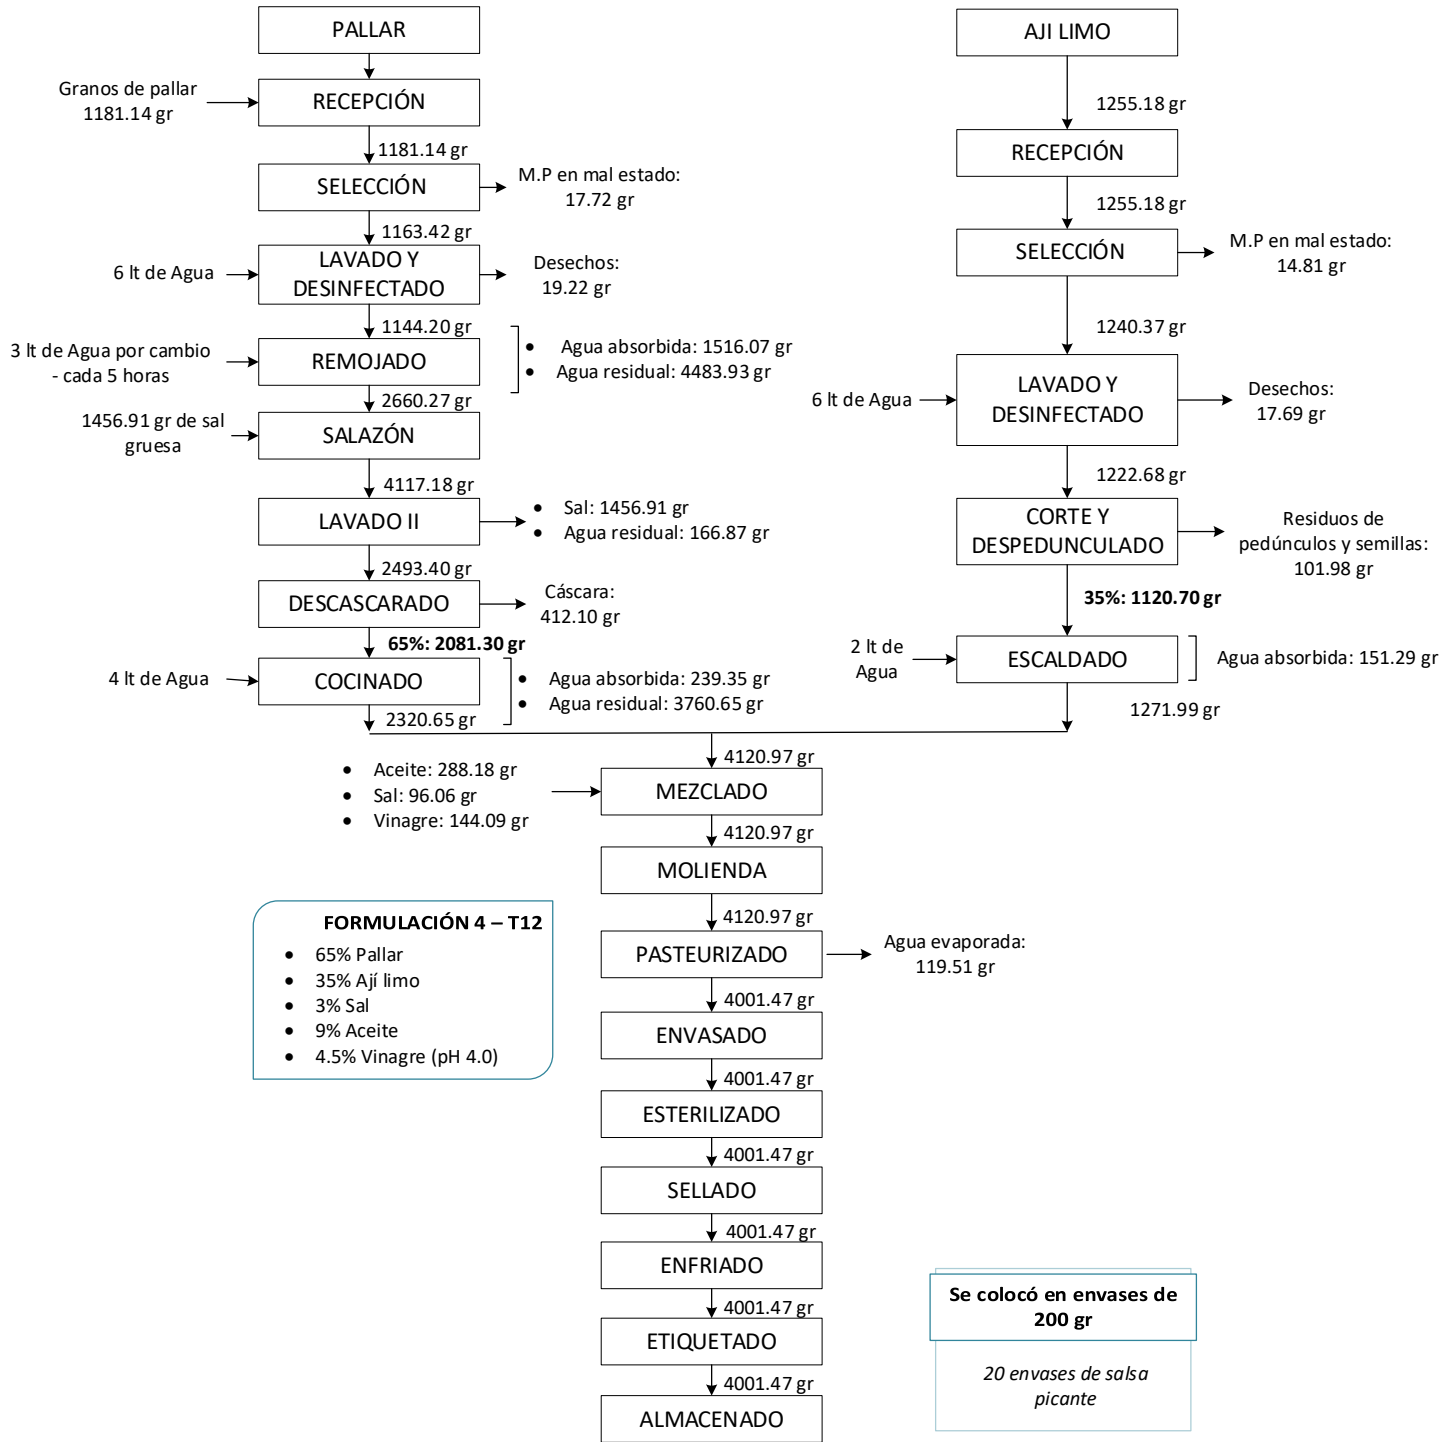 PALLAR
Granos de pallar
1181.14 gr
RECEPCIÓN
1181.14 gr
SELECCIÓN
M.P en mal estado:
17.72 gr
1163.42 gr
6 lt de Agua
LAVADO Y
DESINFECTADO
Desechos:
19.22 gr
1144.20 gr
3 lt de Agua por cambio
- cada 5 horas
REMOJADO
• Agua absorbida: 1516.07 gr
• Agua residual: 4483.93 gr
2660.27 gr
1456.91 gr de sal
gruesa
SALAZÓN
4117.18 gr
LAVADO II
• Sal: 1456.91 gr
• Agua residual: 166.87 gr
2493.40 gr
DESCASCARADO
Cáscara:
412.10 gr
65%: 2081.30 gr
4 lt de Agua
COCINADO
• Agua absorbida: 239.35 gr
• Agua residual: 3760.65 gr
2320.65 gr
AJI LIMO
1255.18 gr
RECEPCIÓN
1255.18 gr
SELECCIÓN
M.P en mal estado:
14.81 gr
1240.37 gr
6 lt de Agua
LAVADO Y
DESINFECTADO
Desechos:
17.69 gr
1222.68 gr
CORTE Y
DESPEDUNCULADO
Residuos de
pedúnculos y semillas:
101.98 gr
35%: 1120.70 gr
2 lt de
Agua
ESCALDADO
Agua absorbida: 151.29 gr
1271.99 gr
4120.97 gr
• Aceite: 288.18 gr
• Sal: 96.06 gr
• Vinagre: 144.09 gr
MEZCLADO
4120.97 gr
MOLIENDA
4120.97 gr
PASTEURIZADO
Agua evaporada:
119.51 gr
4001.47 gr
ENVASADO
4001.47 gr
ESTERILIZADO
4001.47 gr
SELLADO
4001.47 gr
ENFRIADO
4001.47 gr
ETIQUETADO
4001.47 gr
ALMACENADO
FORMULACIÓN 4 – T12
• 65% Pallar
• 35% Ají limo
• 3% Sal
• 9% Aceite
• 4.5% Vinagre (pH 4.0)
Se colocó en envases de
200 gr
20 envases de salsa
picante